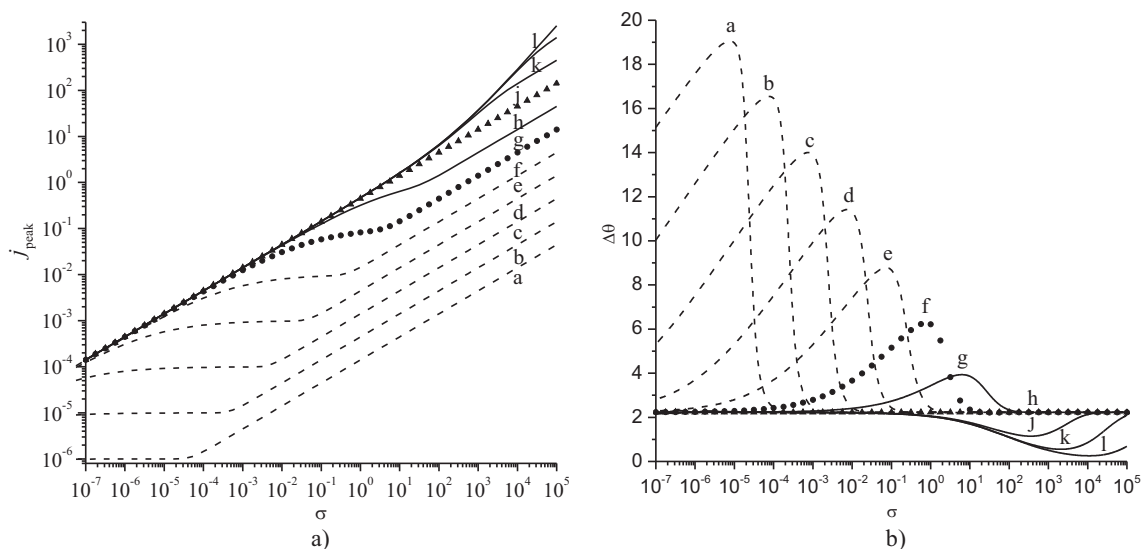 10³
10²
10¹
10⁰
10⁻¹
10⁻²
10⁻³
10⁻⁴
10⁻⁵
10⁻⁶
j_peak
l
k
j
h
g
f
e
d
c
b
a
10⁻⁷ 10⁻⁶ 10⁻⁵ 10⁻⁴ 10⁻³ 10⁻² 10⁻¹ 10⁰ 10¹ 10² 10³ 10⁴ 10⁵
σ
a)
20
18
16
14
12
10
8
6
4
2
0
Δθ
a
b
c
d
e
f
g
h
j
k
l
10⁻⁷ 10⁻⁶ 10⁻⁵ 10⁻⁴ 10⁻³ 10⁻² 10⁻¹ 10⁰ 10¹ 10² 10³ 10⁴ 10⁵
σ
b)